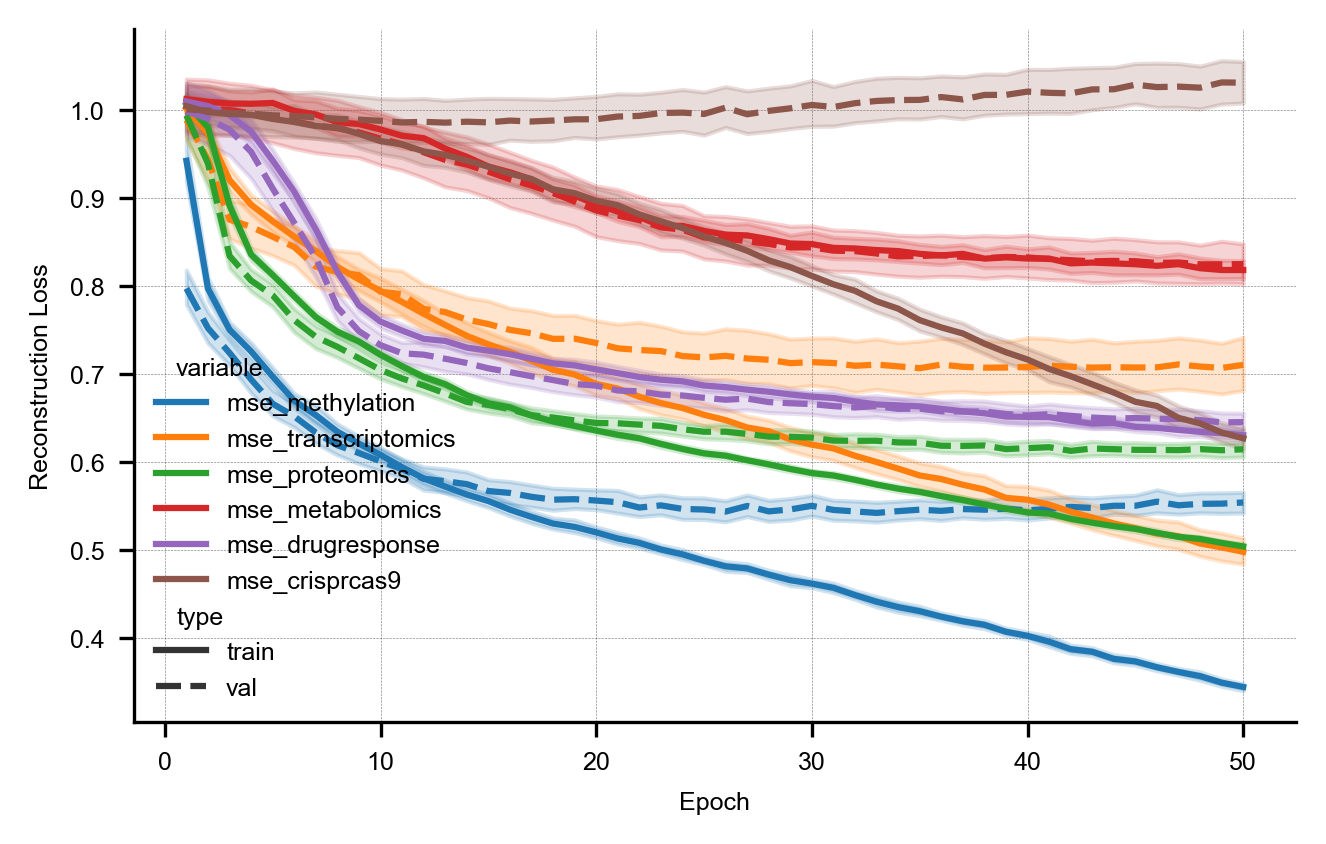 1.0
0.9
0.8
0.7
0.6
0.5
0.4
Reconstruction Loss
variable
mse_methylation
mse_transcriptomics
mse_proteomics
mse_metabolomics
mse_drugresponse
mse_crisprcas9
type
train
val
0 10 20 30 40 50
Epoch